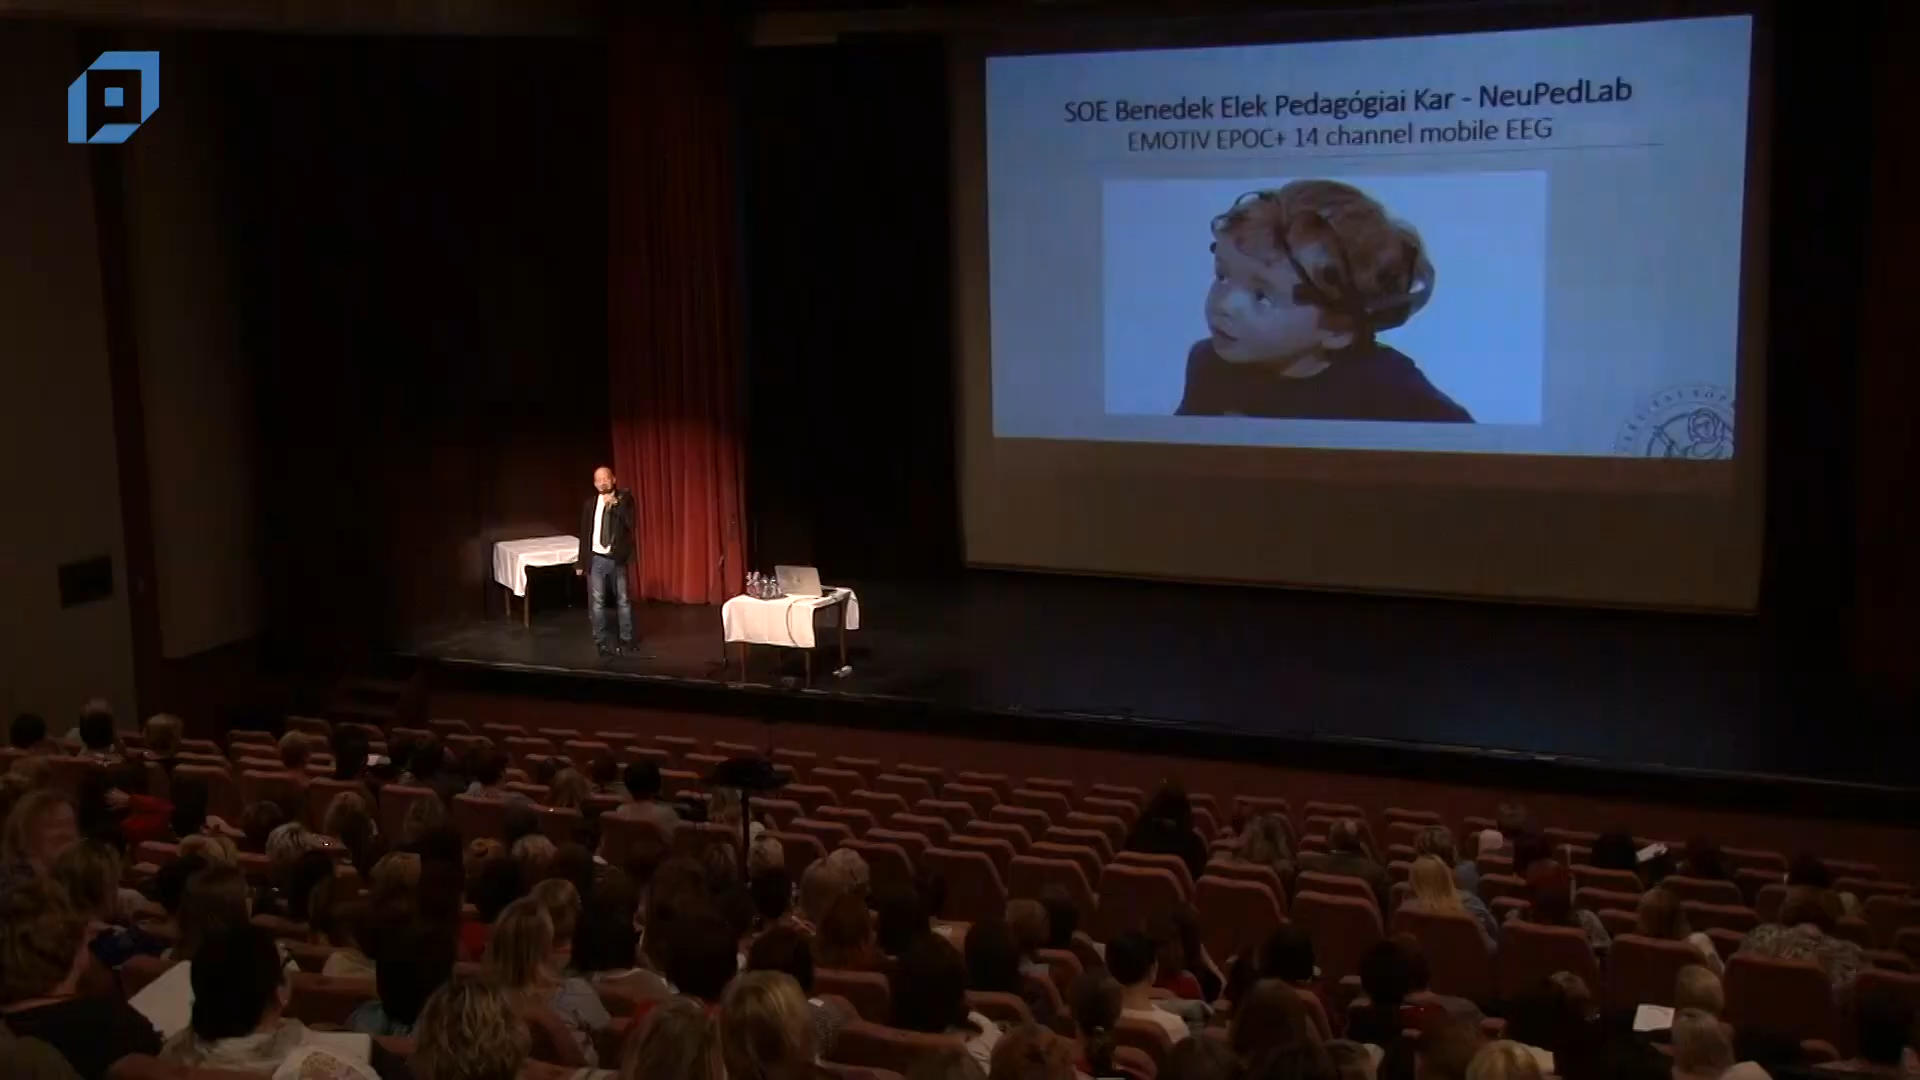 SOE Benedek Elek Pedagógiai Kar - NeuPedLab
EMOTIV EPOC+ 14 channel mobile EEG